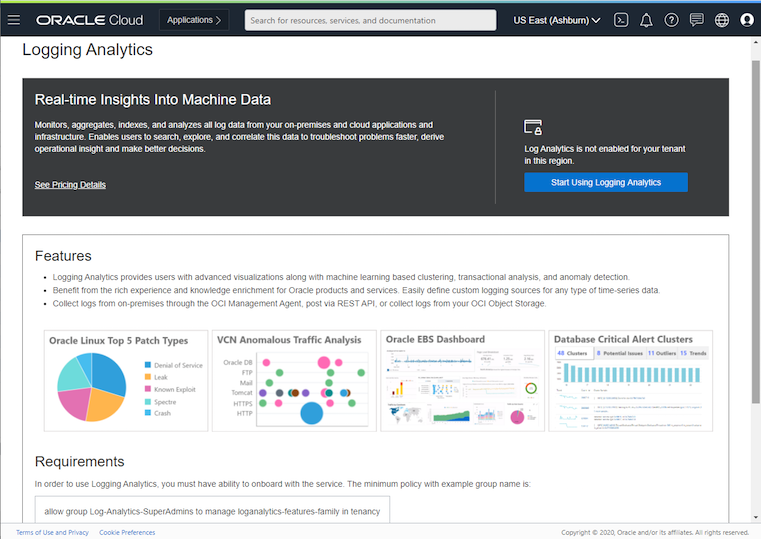 ORACLE Cloud
Applications
Search for resources, services, and documentation
US East (Ashburn)
Logging Analytics
Real-time Insights Into Machine Data
Monitors, aggregates, indexes, and analyzes all log data from your on-premises and cloud applications and
infrastructure. Enables users to search, explore, and correlate this data to troubleshoot problems faster, derive
operational insight and make better decisions.
See Pricing Details
Log Analytics is not enabled for your tenant
in this region.
Start Using Logging Analytics
Features
Logging Analytics provides users with advanced visualizations along with machine learning based clustering, transactional analysis, and anomaly detection.
Benefit from the rich experience and knowledge enrichment for Oracle products and services. Easily define custom logging sources for any type of time-series data.
Collect logs from on-premises through the OCI Management Agent, post via REST API, or collect logs from your OCI Object Storage.
Oracle Linux Top 5 Patch Types
Denial of Service
Leak
Known Exploit
Spectre
Crash
VCN Anomalous Traffic Analysis
Oracle DB
FTP
Mail
Tomcat
HTTPS
HTTP
Oracle EBS Dashboard
Database Critical Alert Clusters
48 Clusters
8 Potential Issues
11 Outliers
15 Trends
Requirements
In order to use Logging Analytics, you must have ability to onboard with the service. The minimum policy with example group name is:
allow group Log-Analytics-SuperAdmins to manage loganalytics-features-family in tenancy
Terms of Use and Privacy
Cookie Preferences
Copyright © 2020, Oracle and/or its affiliates. All rights reserved.